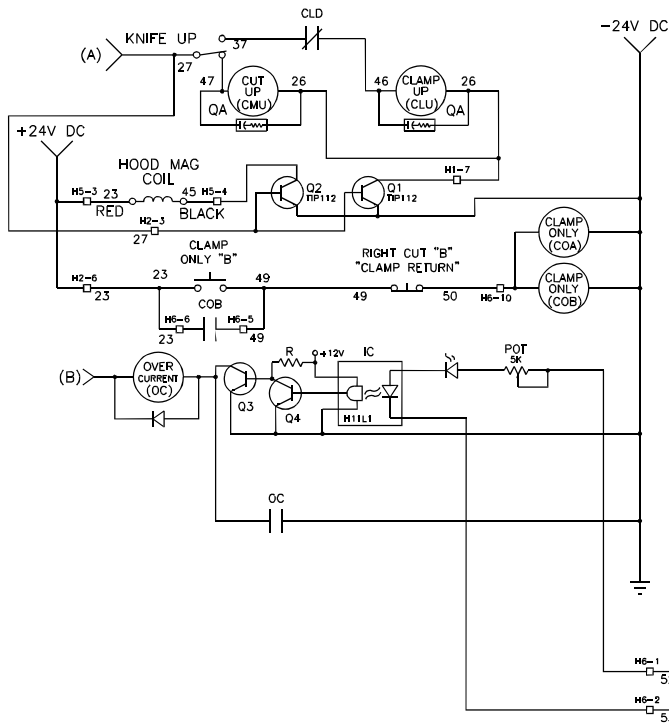 CLD
-24V DC
KNIFE UP
37
(A)
27
47
CUT
UP
(CMU)
26
46
CLAMP
UP
(CLU)
26
QA
QA
+24V DC
HOOD MAG
COIL
H1-7
H5-3
23
45
H5-4
Q2
TIP112
Q1
TIP112
RED
BLACK
H2-3
27
CLAMP
ONLY
(COA)
CLAMP
ONLY "B"
RIGHT CUT "B"
"CLAMP RETURN"
H2-6
23
23
49
49
50
H6-10
CLAMP
ONLY
(COB)
COB
H6-6
H6-5
23
49
(B)
OVER
CURRENT
(OC)
R
+12V
IC
POT
5K
Q3
Q4
H11L1
OC
H6-1
5
H6-2
5